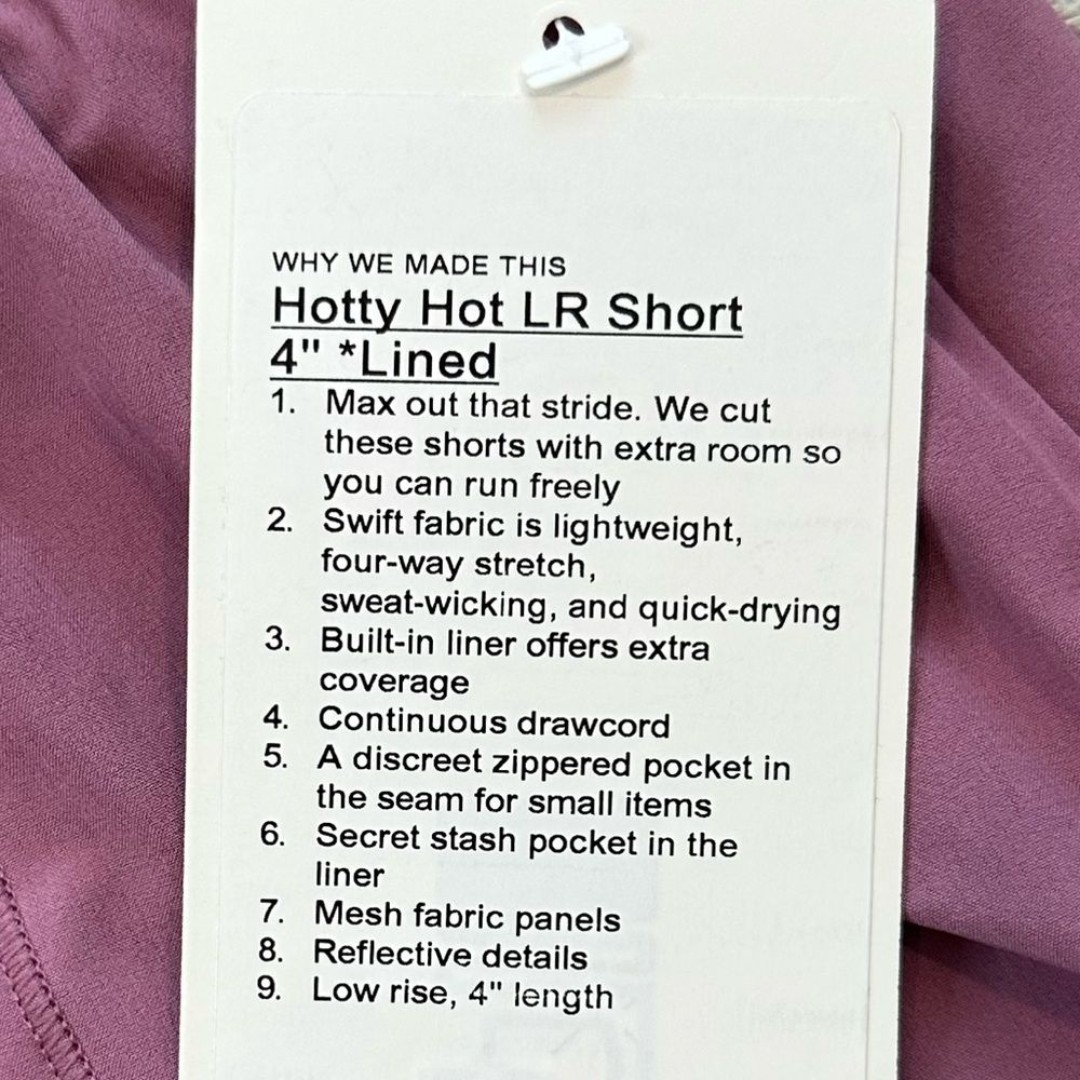 WHY WE MADE THIS
Hotty Hot LR Short
4" *Lined
1. Max out that stride. We cut
these shorts with extra room so
you can run freely
2. Swift fabric is lightweight,
four-way stretch,
sweat-wicking, and quick-drying
3. Built-in liner offers extra
coverage
4. Continuous drawcord
5. A discreet zippered pocket in
the seam for small items
6. Secret stash pocket in the
liner
7. Mesh fabric panels
8. Reflective details
9. Low rise, 4" length